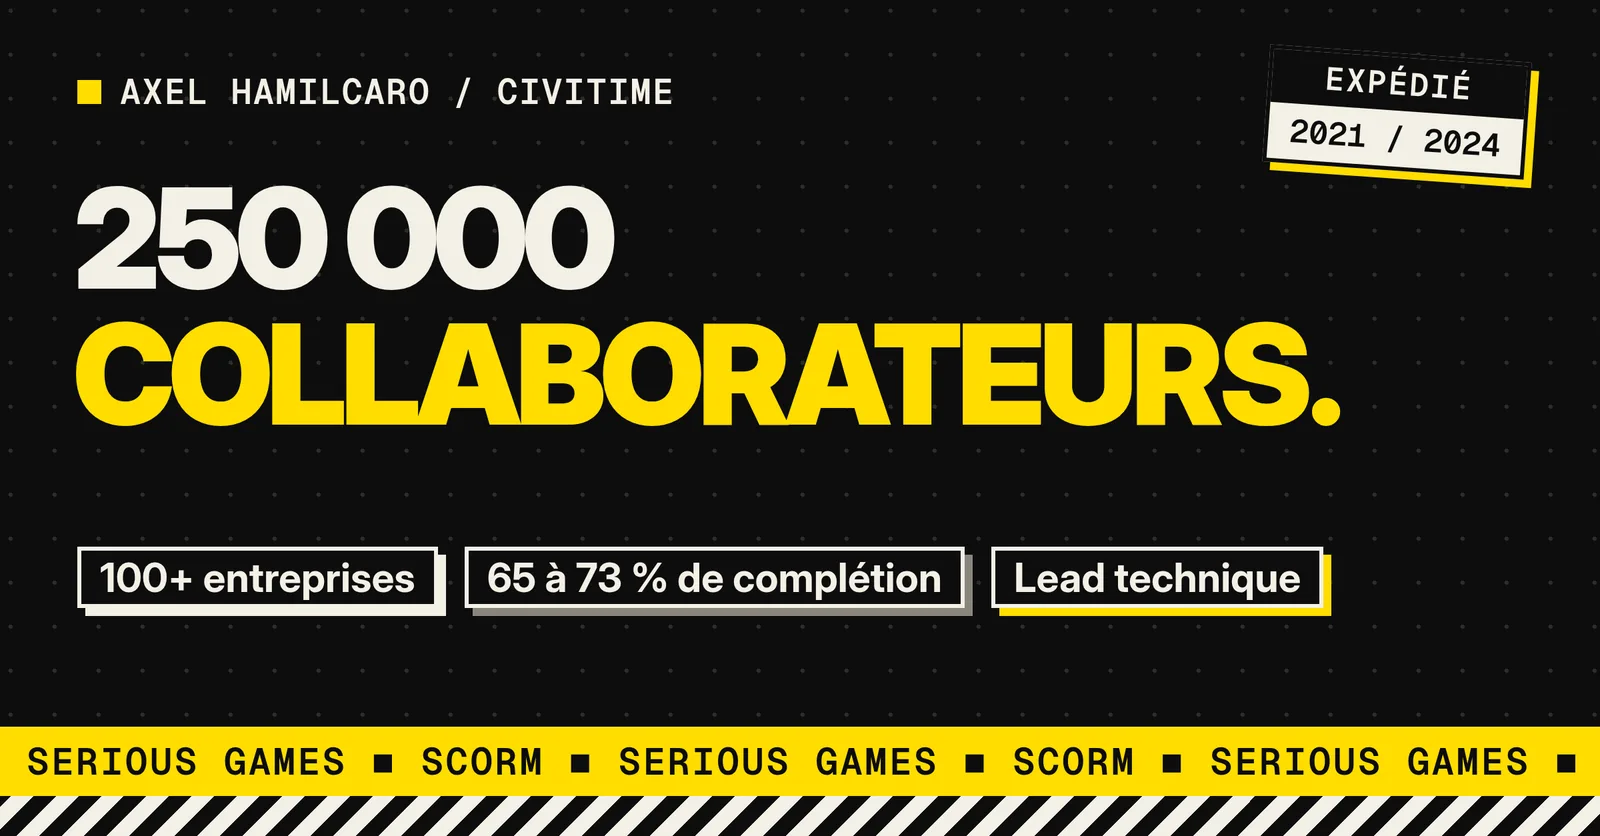 AXEL HAMILCARO / CIVITIME
EXPÉDIÉ
2021 / 2024
250 000
COLLABORATEURS.
100+ entreprises
65 à 73 % de complétion
Lead technique
SERIOUS GAMES ■ SCORM ■ SERIOUS GAMES ■ SCORM ■ SERIOUS GAMES ■